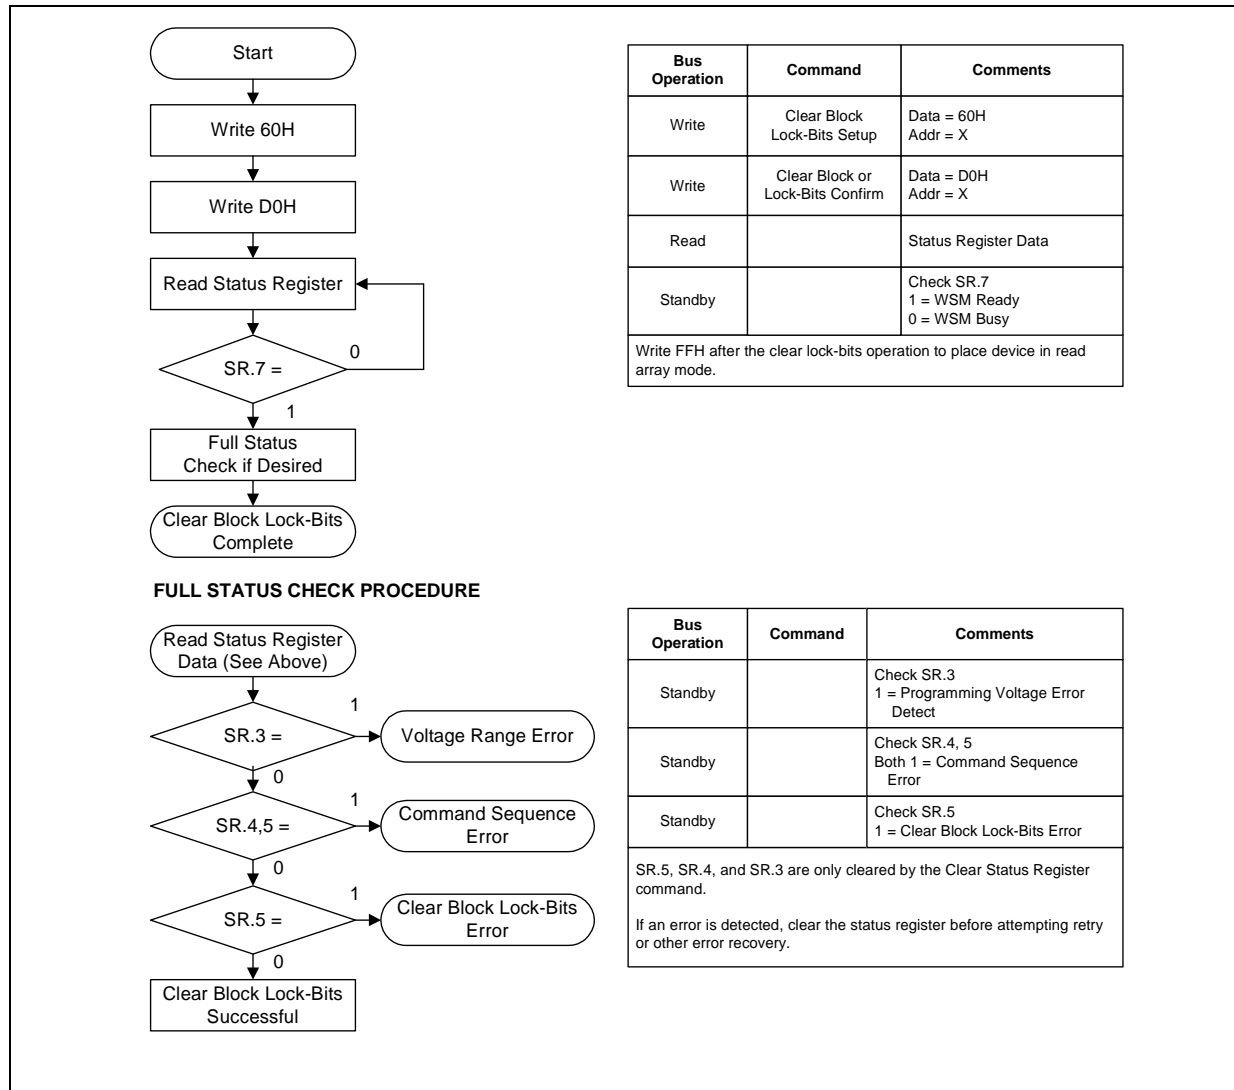 Start
Write 60H
Write D0H
Read Status Register
0
SR.7 =
1
Full Status
Check if Desired
Clear Block Lock-Bits
Complete
Bus
Operation
Command
Comments
Write
Clear Block
Lock-Bits Setup
Data = 60H
Addr = X
Write
Clear Block or
Lock-Bits Confirm
Data = D0H
Addr = X
Read
Status Register Data
Standby
Check SR.7
1 = WSM Ready
0 = WSM Busy
Write FFH after the clear lock-bits operation to place device in read
array mode.
FULL STATUS CHECK PROCEDURE
Read Status Register
Data (See Above)
1
SR.3 =
Voltage Range Error
0
1
SR.4,5 =
Command Sequence
Error
0
1
SR.5 =
Clear Block Lock-Bits
Error
0
Clear Block Lock-Bits
Successful
Bus
Operation
Command
Comments
Standby
Check SR.3
1 = Programming Voltage Error
Detect
Standby
Check SR.4, 5
Both 1 = Command Sequence
Error
Standby
Check SR.5
1 = Clear Block Lock-Bits Error
SR.5, SR.4, and SR.3 are only cleared by the Clear Status Register
command.
If an error is detected, clear the status register before attempting retry
or other error recovery.